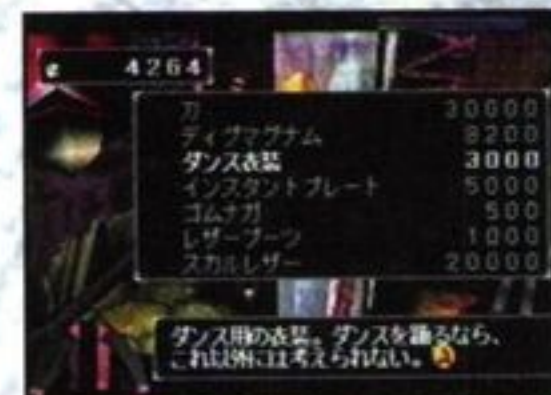 e 4264
刀 30000
ディグマグナム 8200
ダンス衣装 3000
インスタントプレート 5000
ゴムナガ 500
レザーブーツ 1000
スカルレザー 20000
ダンス用の衣装。ダンスを踊るなら、
これ以外には考えられない。